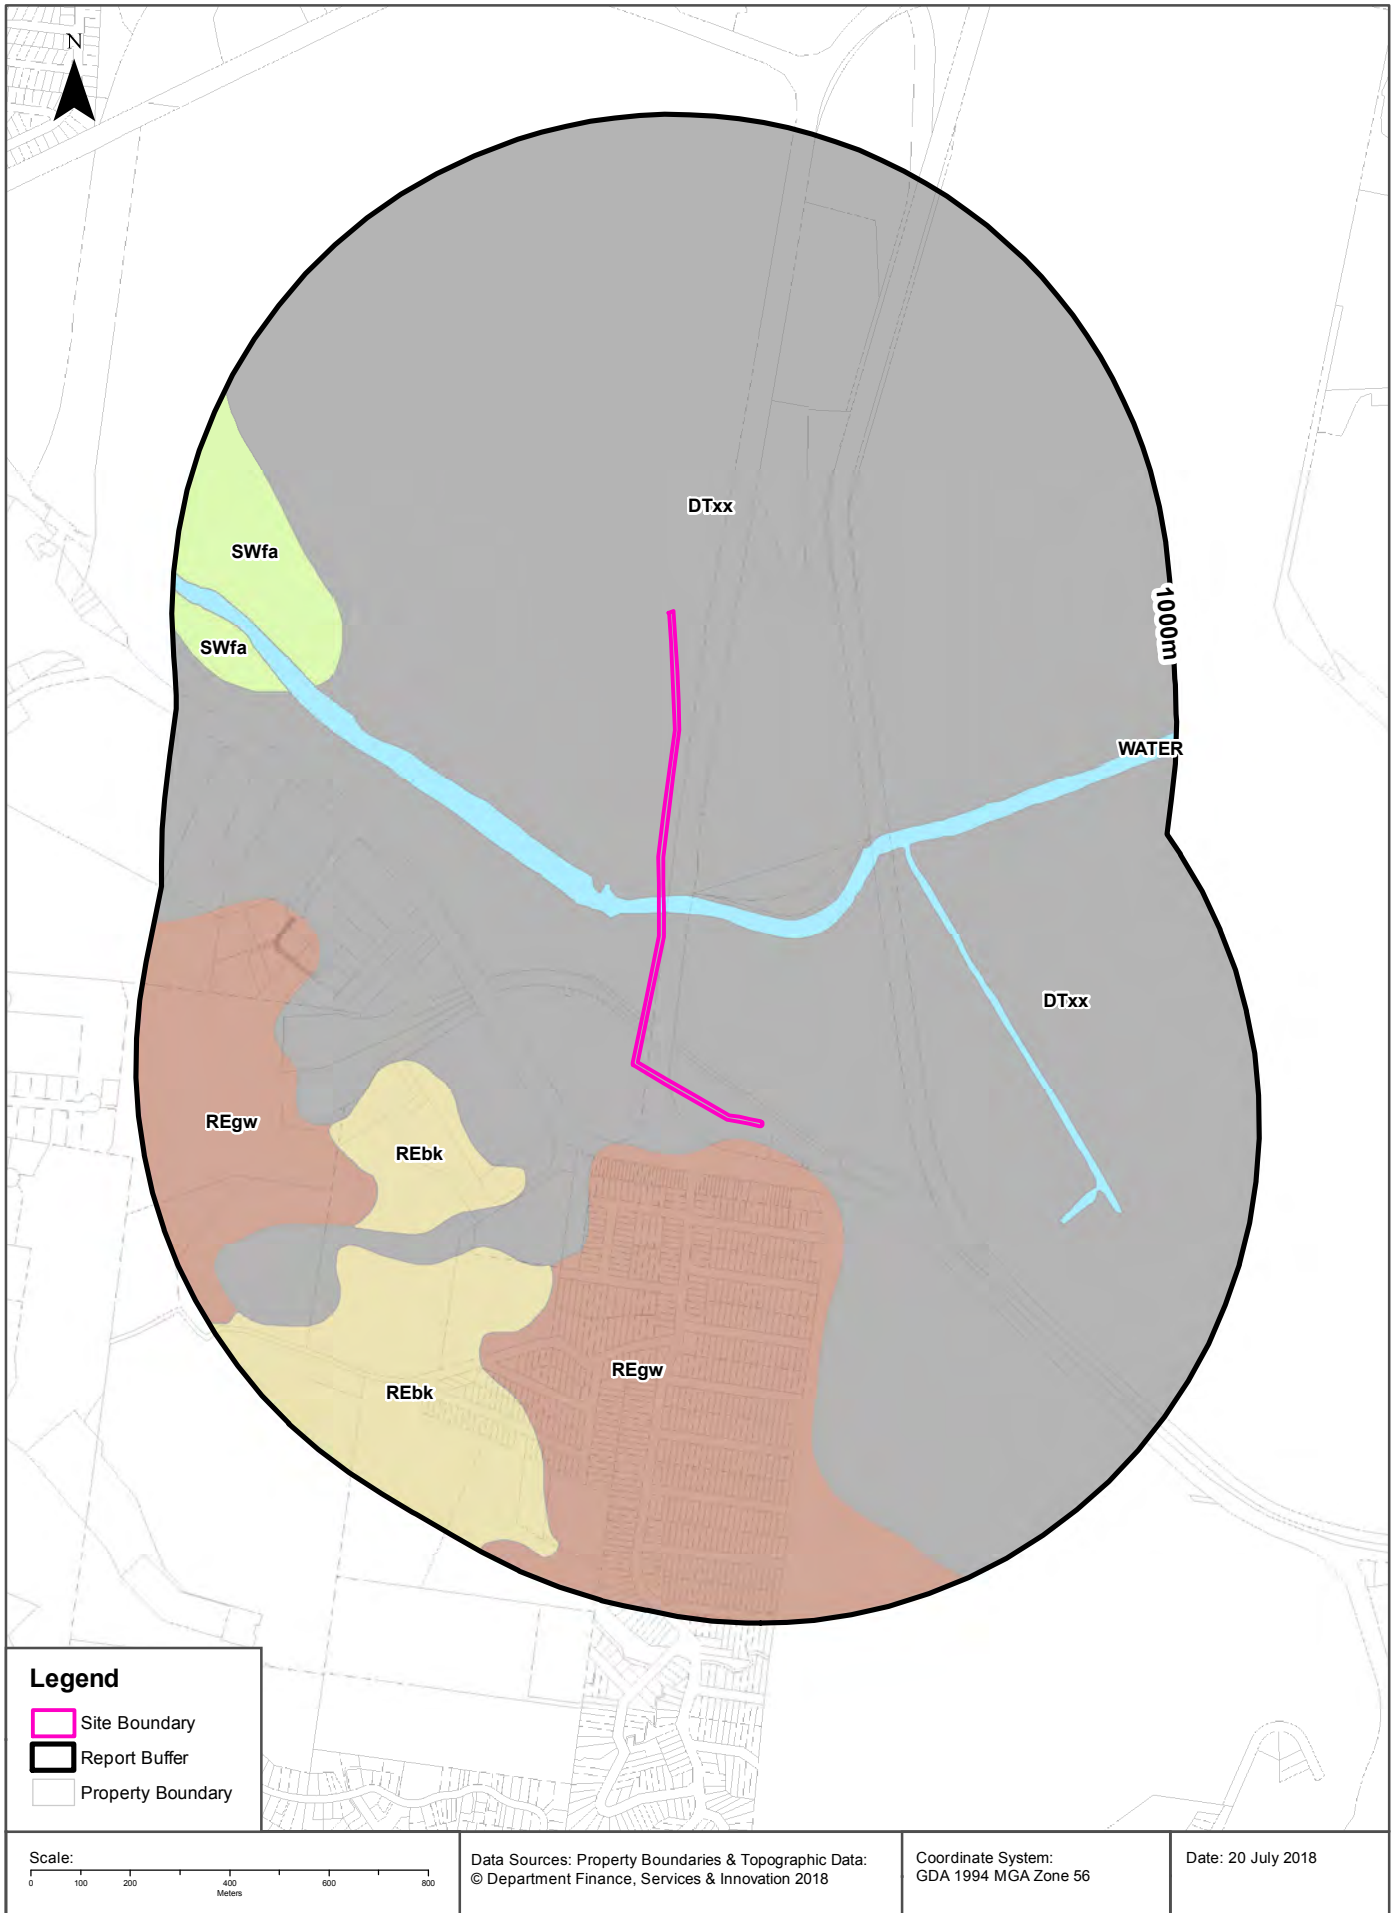 N
DTxx
SWfa
1000m
SWfa
WATER
DTxx
REgw
REbk
REgw
REbk
Legend
Site Boundary
Report Buffer
Property Boundary
Scale:
0 100 200 400 600 800
Meters
Data Sources: Property Boundaries & Topographic Data:
© Department Finance, Services & Innovation 2018
Coordinate System:
GDA 1994 MGA Zone 56
Date: 20 July 2018